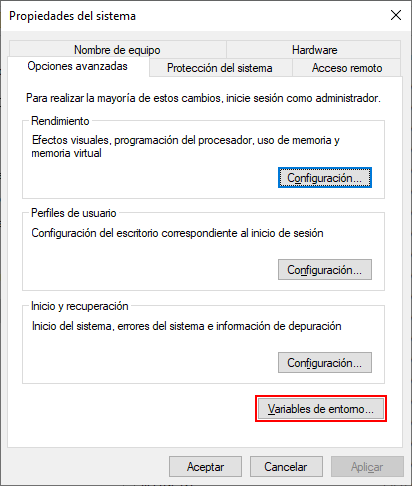 Propiedades del sistema
Nombre de equipo
Hardware
Opciones avanzadas
Protección del sistema
Acceso remoto
Para realizar la mayoría de estos cambios, inicie sesión como administrador.
Rendimiento
Efectos visuales, programación del procesador, uso de memoria y
memoria virtual
Configuración...
Perfiles de usuario
Configuración del escritorio correspondiente al inicio de sesión
Configuración...
Inicio y recuperación
Inicio del sistema, errores del sistema e información de depuración
Configuración...
Variables de entorno...
Aceptar
Cancelar
Aplicar